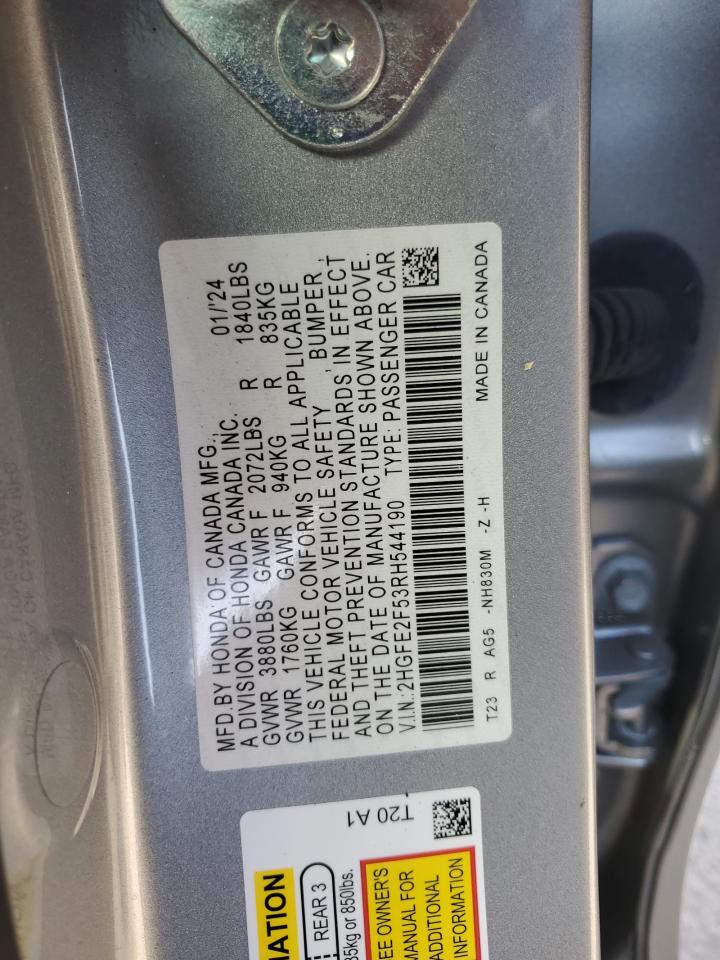 MFD.BY HONDA OF CANADA MFG., 01/'24
A DIVISION OF HONDA CANADA INC.
GVWR 3880LBS GAWR F 2072LBS R 1840LBS
GVWR 1760KG GAWR F 940KG R 835KG
THIS VEHICLE CONFORMS TO ALL APPLICABLE
FEDERAL MOTOR VEHICLE SAFETY , BUMPER ,
AND THEFT PREVENTION STANDARDS IN EFFECT
ON THE DATE OF MANUFACTURE SHOWN ABOVE.
V.I.N.:2HGFE2F53RH544190 TYPE: PASSENGER CAR
T23 R AG5 -NH830M -Z -H
MADE IN CANADA
T20 A1
REAR 3
or 850lbs.
OWNER'S
MANUAL FOR
ADDITIONAL
INFORMATION